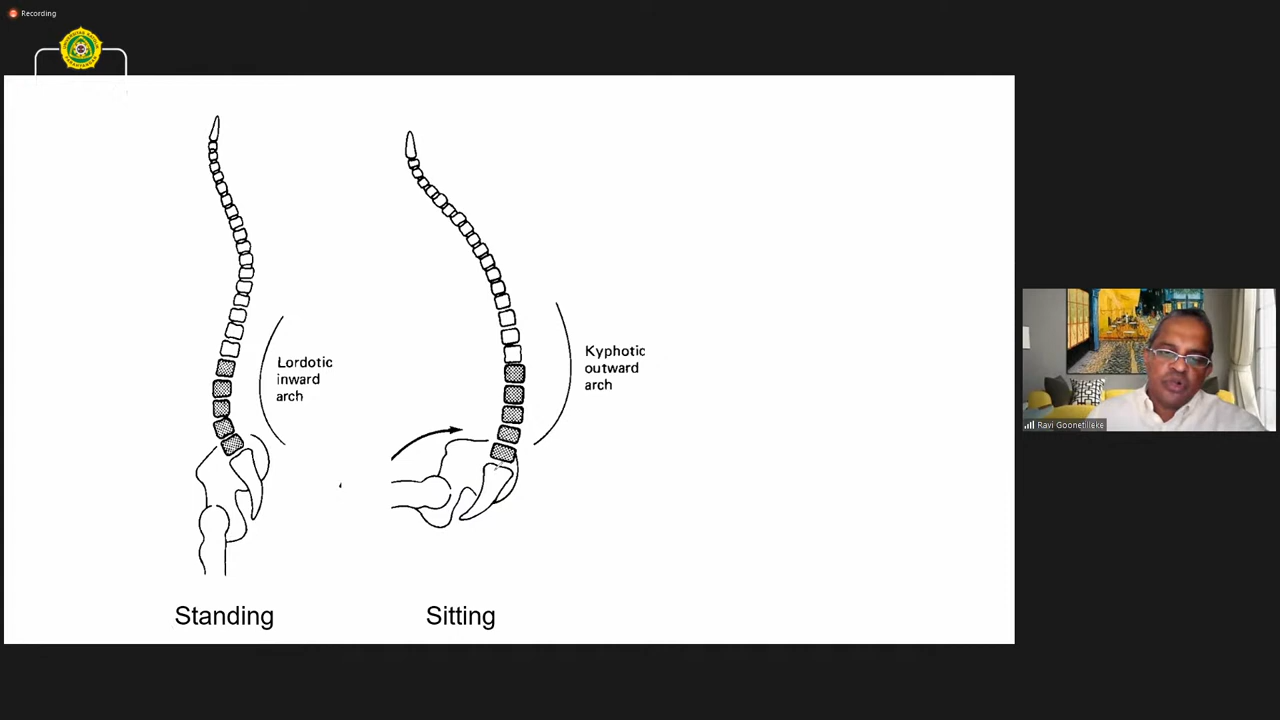 Recording
Lordotic
inward
arch
Kyphotic
outward
arch
Standing
Sitting
Ravi Goonetilleke